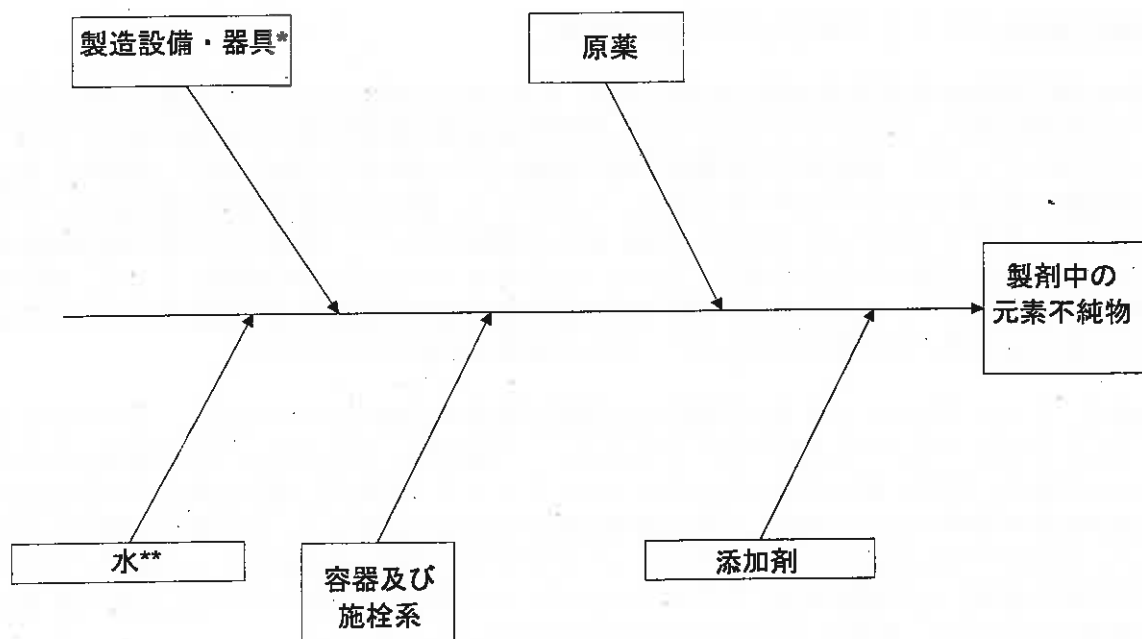 製造設備・器具*
原薬
製剤中の
元素不純物
水**
容器及び
施栓系
添加剤